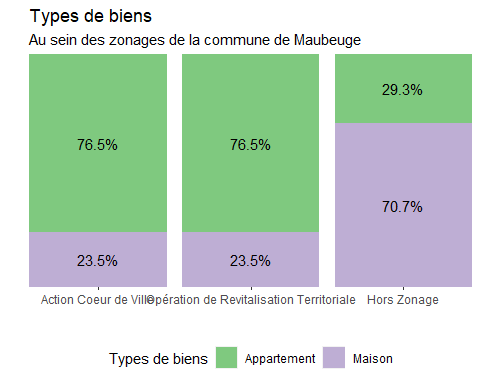 Types de biens
Au sein des zonages de la commune de Maubeuge
76.5% 76.5% 29.3%
23.5% 23.5% 70.7%
Action Coeur de Ville Opération de Revitalisation Territoriale Hors Zonage
Types de biens Appartement Maison